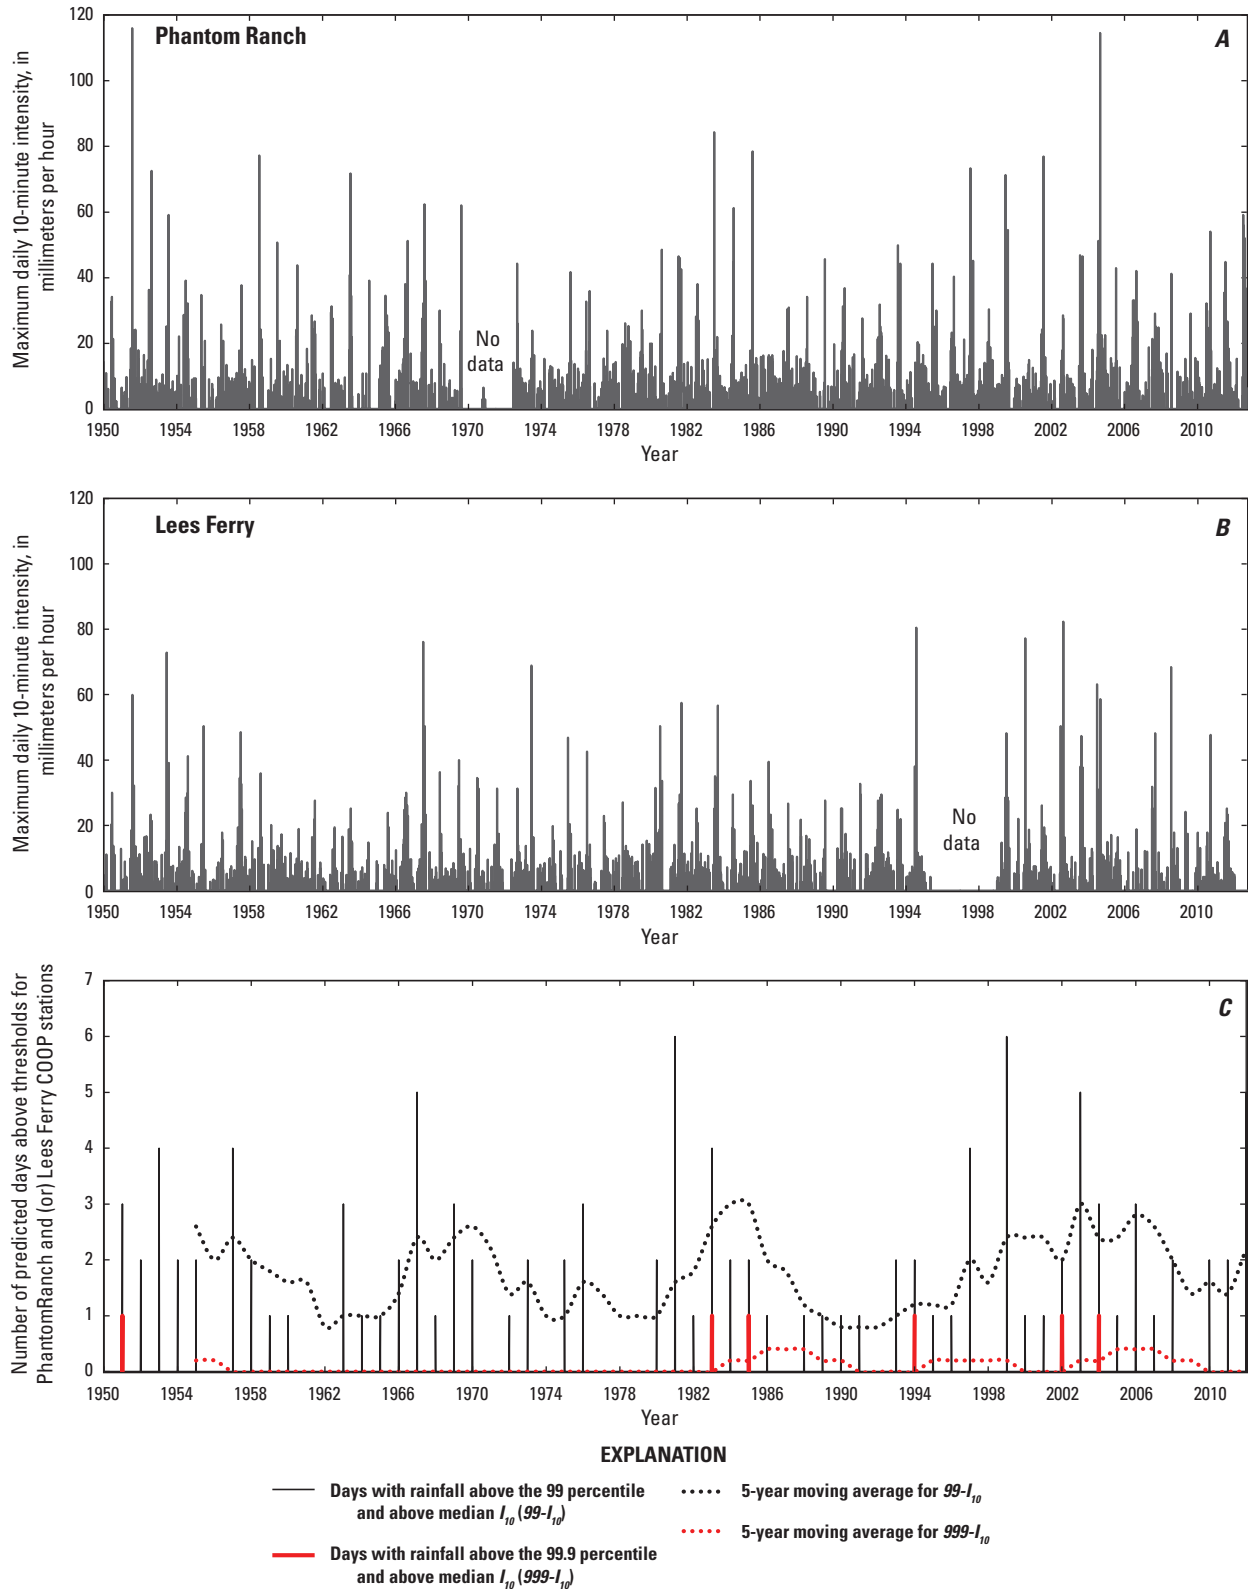 Phantom Ranch
A
Maximum daily 10-minute intensity, in
millimeters per hour
120
100
80
60
40
20
0
No
data
1950 1954 1958 1962 1966 1970 1974 1978 1982 1986 1990 1994 1998 2002 2006 2010
Year
Lees Ferry
B
Maximum daily 10-minute intensity, in
millimeters per hour
120
100
80
60
40
20
0
No
data
1950 1954 1958 1962 1966 1970 1974 1978 1982 1986 1990 1994 1998 2002 2006 2010
Year
C
Number of predicted days above thresholds for
PhantomRanch and (or) Lees Ferry COOP stations
7
6
5
4
3
2
1
0
1950 1954 1958 1962 1966 1970 1974 1978 1982 1986 1990 1994 1998 2002 2006 2010
Year
EXPLANATION
Days with rainfall above the 99 percentile
and above median I10 (99-I10)
Days with rainfall above the 99.9 percentile
and above median I10 (999-I10)
5-year moving average for 99-I10
5-year moving average for 999-I10